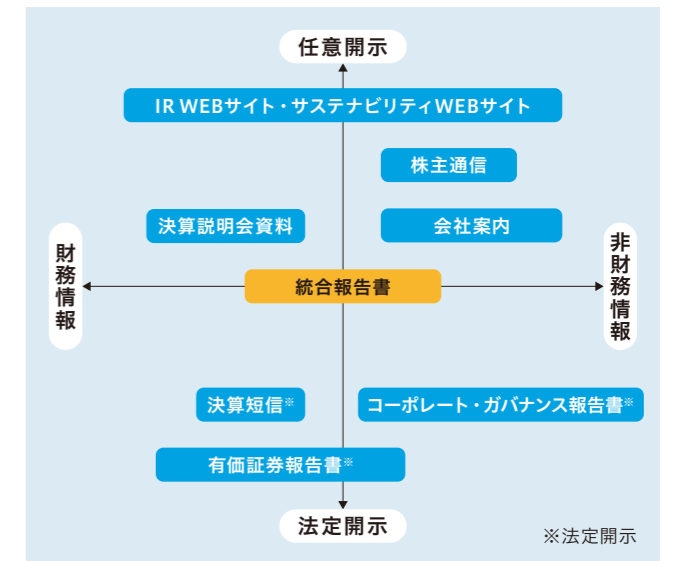 任意開示
IR WEBサイト・サステナビリティWEBサイト
株主通信
決算説明会資料
会社案内
財務情報
非財務情報
統合報告書
決算短信※
コーポレート・ガバナンス報告書※
有価証券報告書※
法定開示
※法定開示